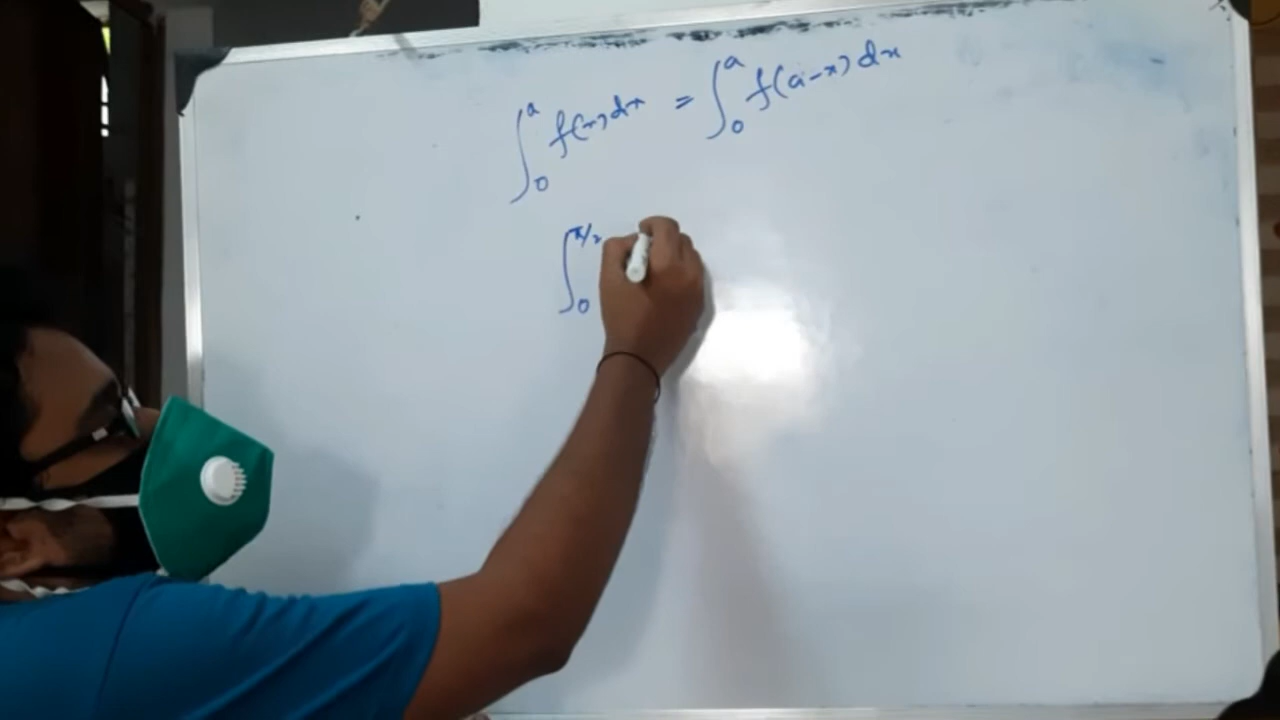 ∫₀ᵃ f(x)dx = ∫₀ᵃ f(a-x)dx
∫₀^π/2